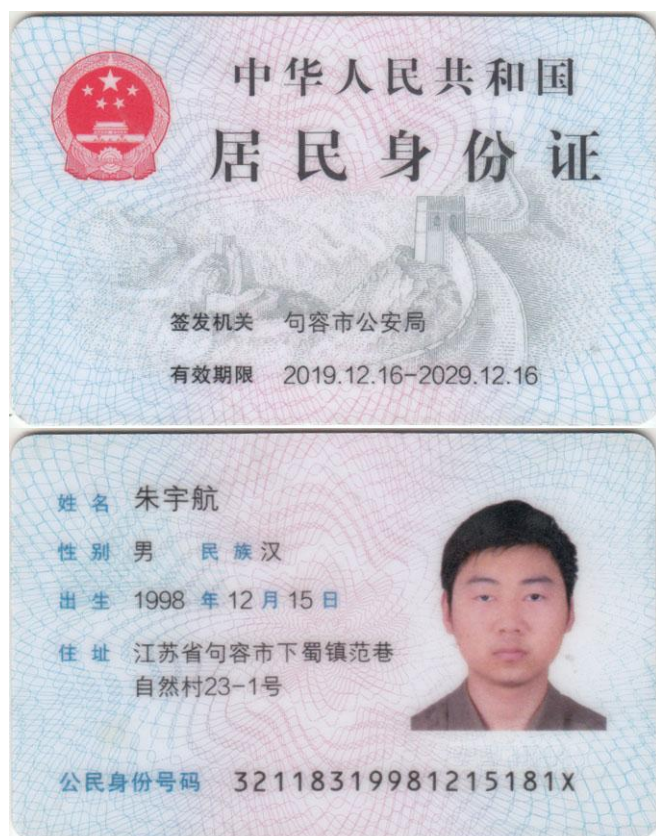 中华人民共和国
居民身份证
签发机关 句容市公安局
有效期限 2019.12.16-2029.12.16
姓名 朱宇航
性别 男 民族 汉
出生 1998 年 12 月 15 日
住址 江苏省句容市下蜀镇范巷
自然村23-1号
公民身份号码 32118319981215181X